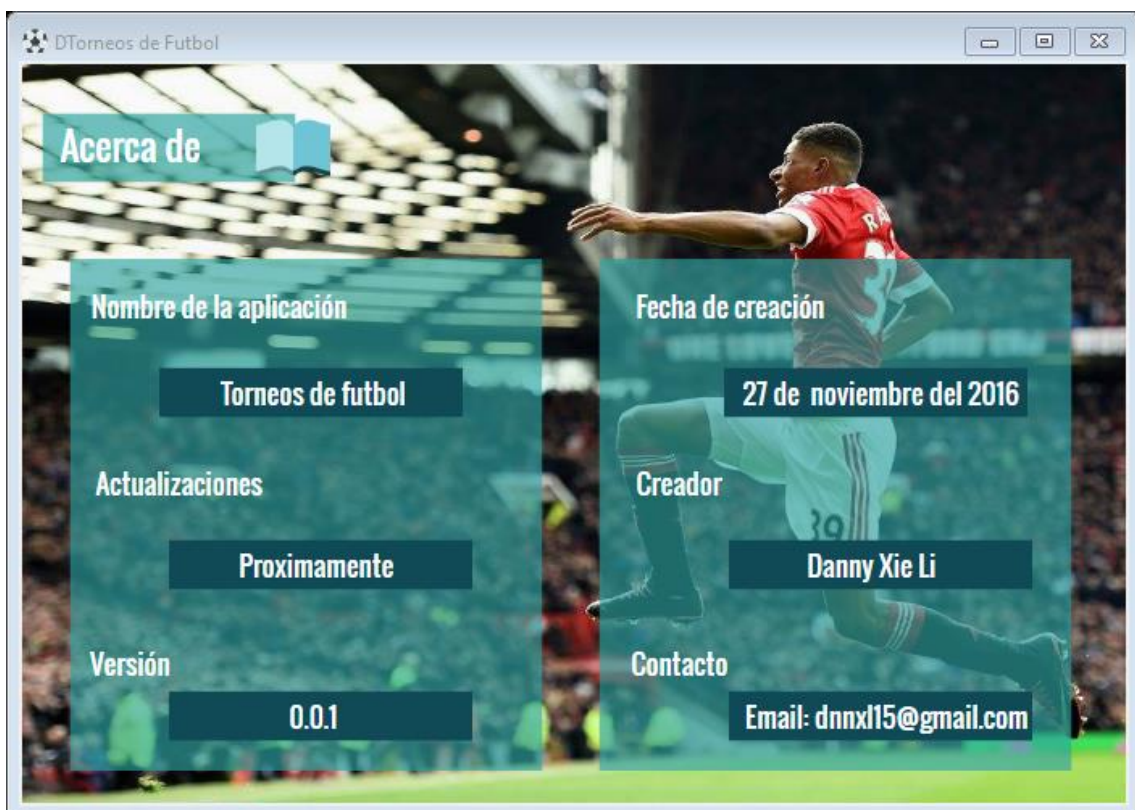 DTorneos de Futbol
Acerca de
Nombre de la aplicación
Torneos de futbol
Actualizaciones
Proximamente
Versión
0.0.1
Fecha de creación
27 de noviembre del 2016
Creador
Danny Xie Li
Contacto
Email: dnnxl15@gmail.com
39